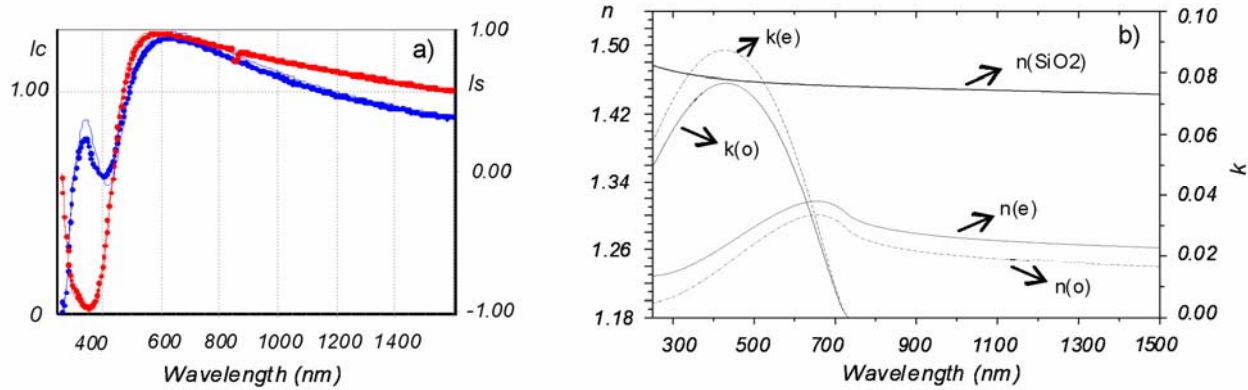 Ic
a)
1.00
Is
1.00
0.00
0
-1.00
400 600 800 1000 1200 1400
Wavelength (nm)
n
b)
0.10
1.50
k(e)
n(SiO2)
0.08
1.42
k(o)
0.06
1.34
k
0.04
n(e)
1.26
0.02
n(o)
1.18
0.00
300 500 700 900 1100 1300 1500
Wavelength (nm)